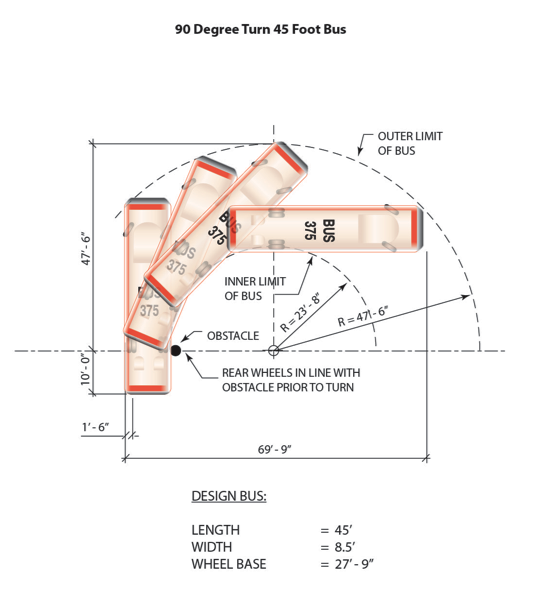 90 Degree Turn 45 Foot Bus
OUTER LIMIT
OF BUS
BUS
375
BUS
375
BUS
375
BUS
375
47' - 6"
INNER LIMIT
OF BUS
R = 23' - 8"
R = 47' - 6"
OBSTACLE
REAR WHEELS IN LINE WITH
OBSTACLE PRIOR TO TURN
10' - 0"
1' - 6"
69' - 9"
DESIGN BUS:
LENGTH = 45'
WIDTH = 8.5'
WHEEL BASE = 27' - 9"